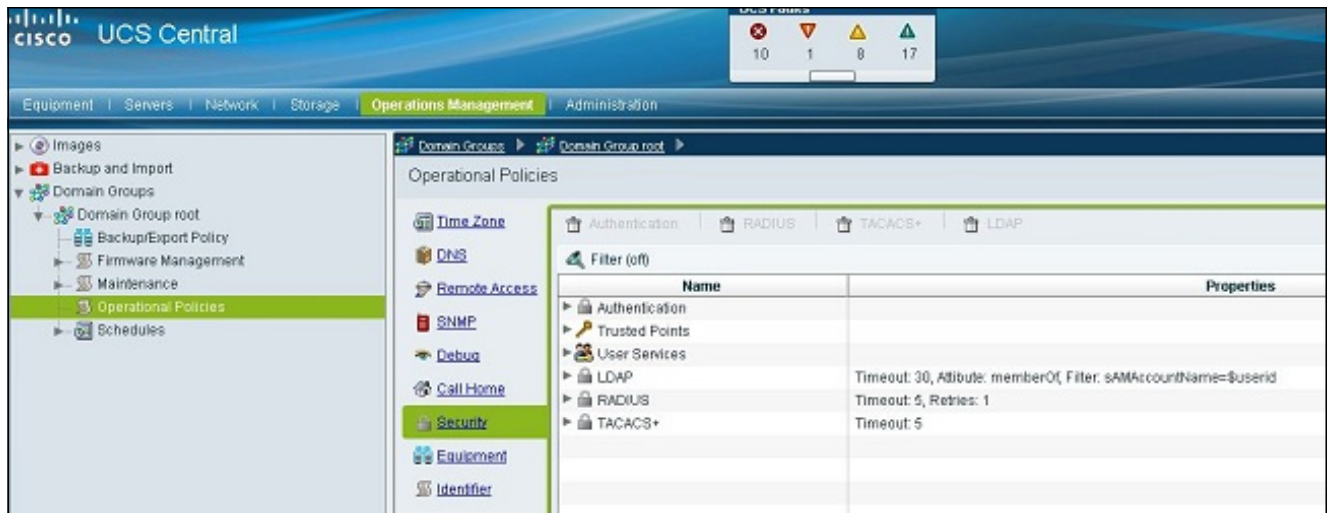 UCS Faults
CISCO UCS Central
10 1 8 17
Equipment | Servers | Network | Storage | Operations Management | Administration
Images
Backup and Import
Domain Groups
Domain Group root
Backup/Export Policy
Firmware Management
Maintenance
Operational Policies
Schedules
Domain Groups Domain Group root
Operational Policies
Time Zone
DNS
Remote Access
SNMP
Debug
Call Home
Security
Equipment
Identifier
Authentication | RADIUS | TACACS+ | LDAP
Filter (off)
Name Properties
Authentication
Trusted Points
User Services
LDAP Timeout: 30, Attibute: memberOf, Filter: sAMAccountName=$userid
RADIUS Timeout: 5, Retries: 1
TACACS+ Timeout: 5